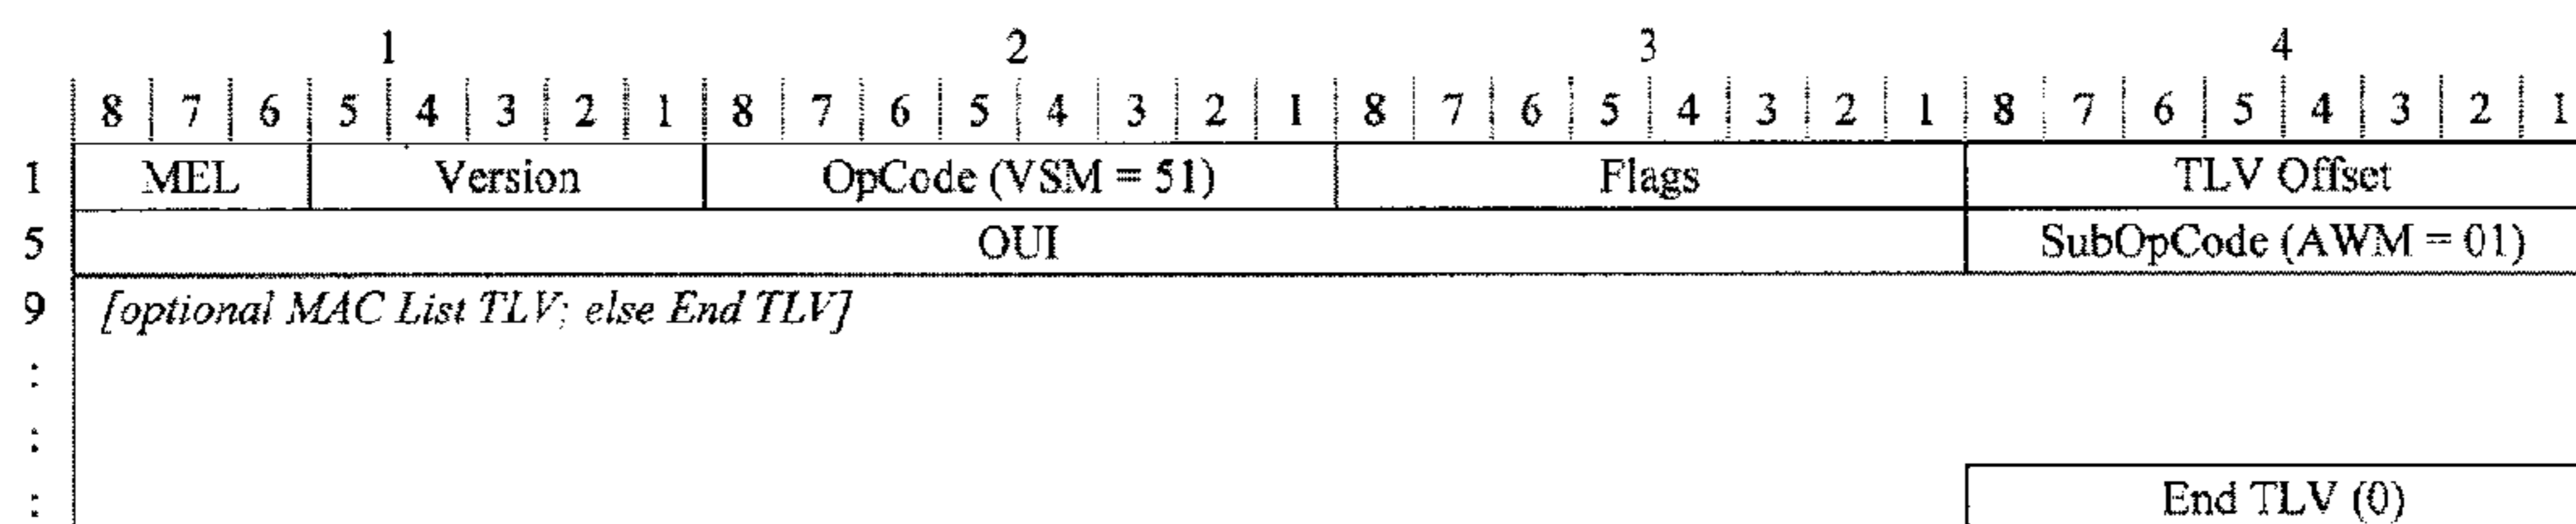 1 2 3 4
8 7 6 5 4 3 2 1 8 7 6 5 4 3 2 1 8 7 6 5 4 3 2 1 8 7 6 5 4 3 2 1
1 MEL Version OpCode (VSM = 51) Flags TLV Offset
5 OUI SubOpCode (AWM = 01)
9 [optional MAC List TLV; else End TLV]
:
:
: End TLV (0)